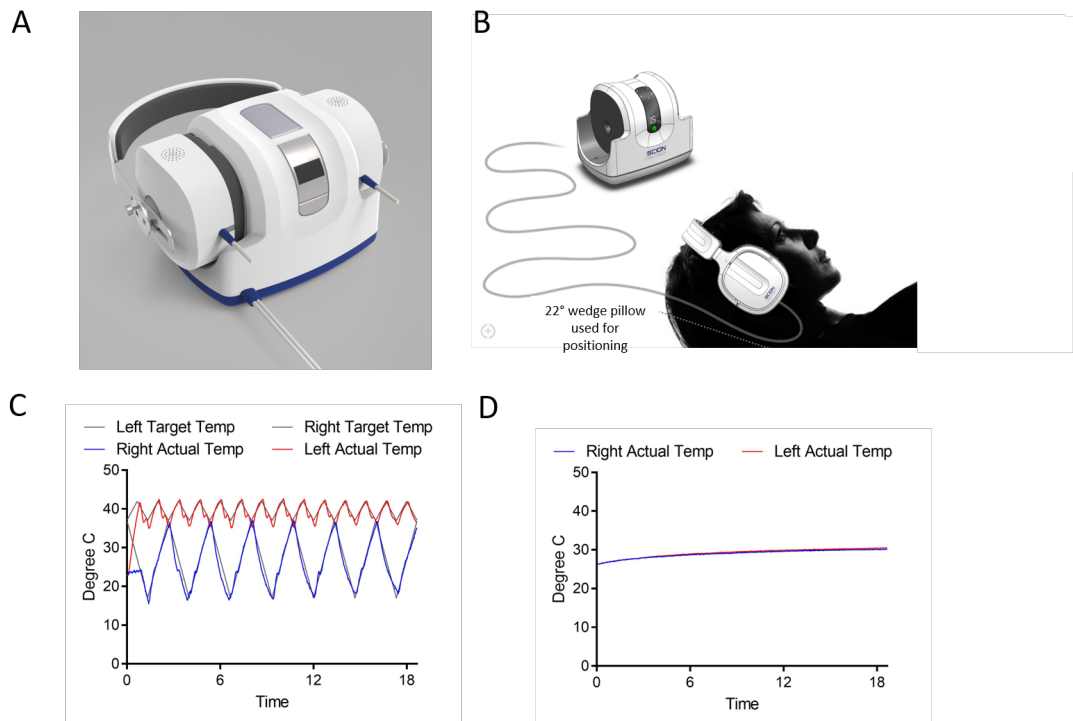 A
B
SCION
SCION
22° wedge pillow
used for
positioning
C
Left Target Temp
Right Target Temp
Right Actual Temp
Left Actual Temp
50
40
30
20
10
0
Degree C
0
6
12
18
Time
D
Right Actual Temp
Left Actual Temp
50
40
30
20
10
0
Degree C
0
6
12
18
Time